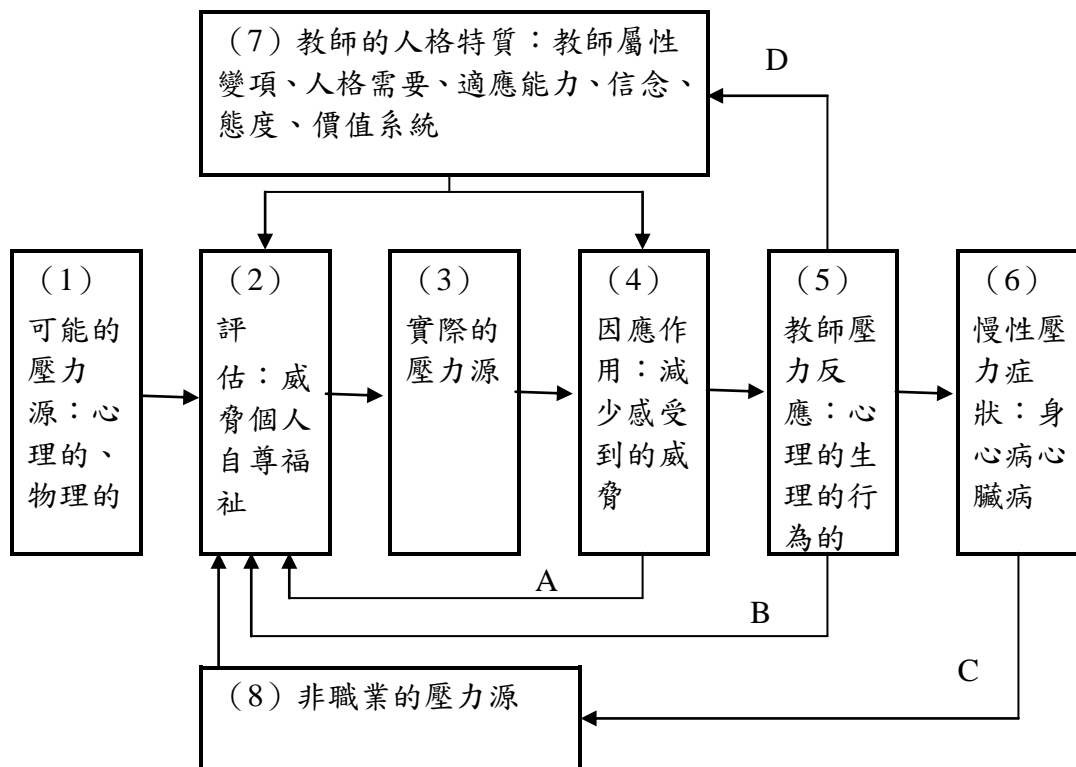 （7）教師的人格特質：教師屬性
變項、人格需要、適應能力、信念、
態度、價值系統
D
（1）
可能的
壓力
源：心
理的、
物理的
（2）
評
估：威
脅個人
自尊福
祉
（3）
實際的
壓力源
（4）
因應作
用：減
少感受
到的威
脅
（5）
教師壓
力反
應：心
理的生
理的行
為的
（6）
慢性壓
力症
狀：身
心病心
臟病
A
B
C
（8）非職業的壓力源